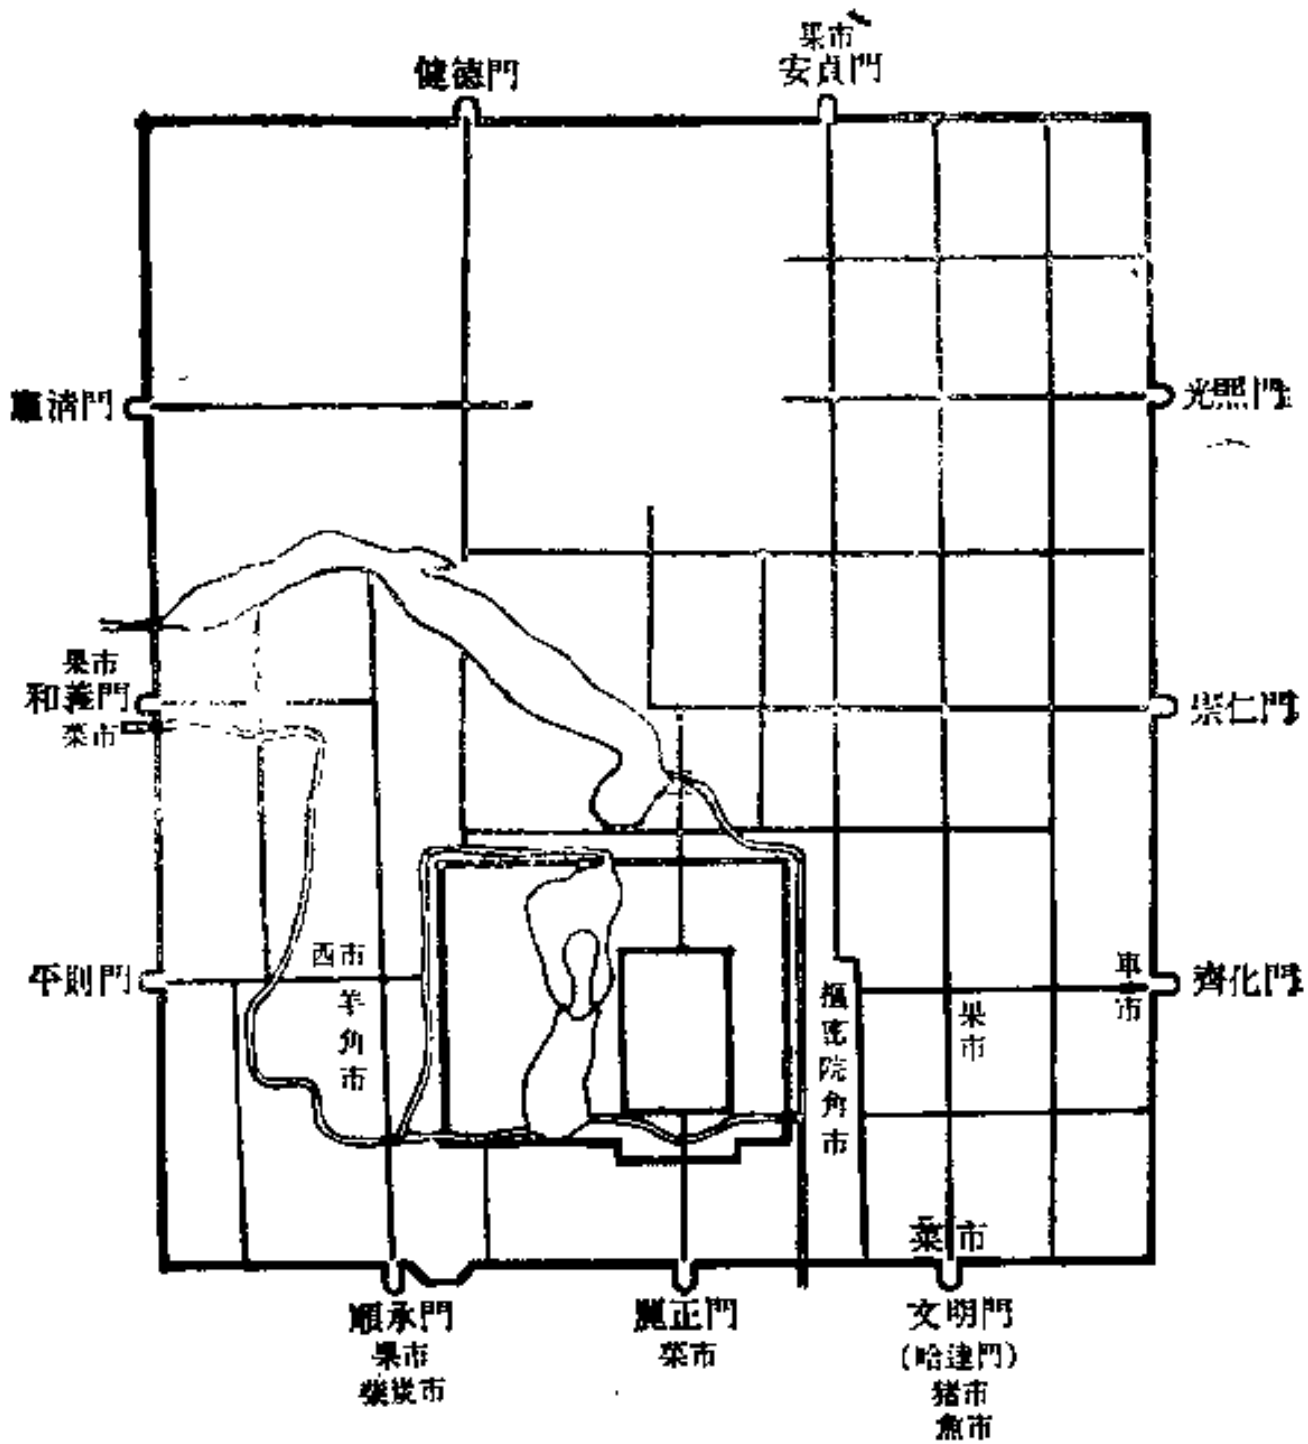 果市
安貞門
健德門
肅清門
光熙門
果市
和義門
菜市
崇仁門
平則門
西市
羊角市
樞密院角市
果市
車市
齊化門
菜市
順承門
果市
柴炭市
麗正門
菜市
文明門
(哈達門)
猪市
魚市